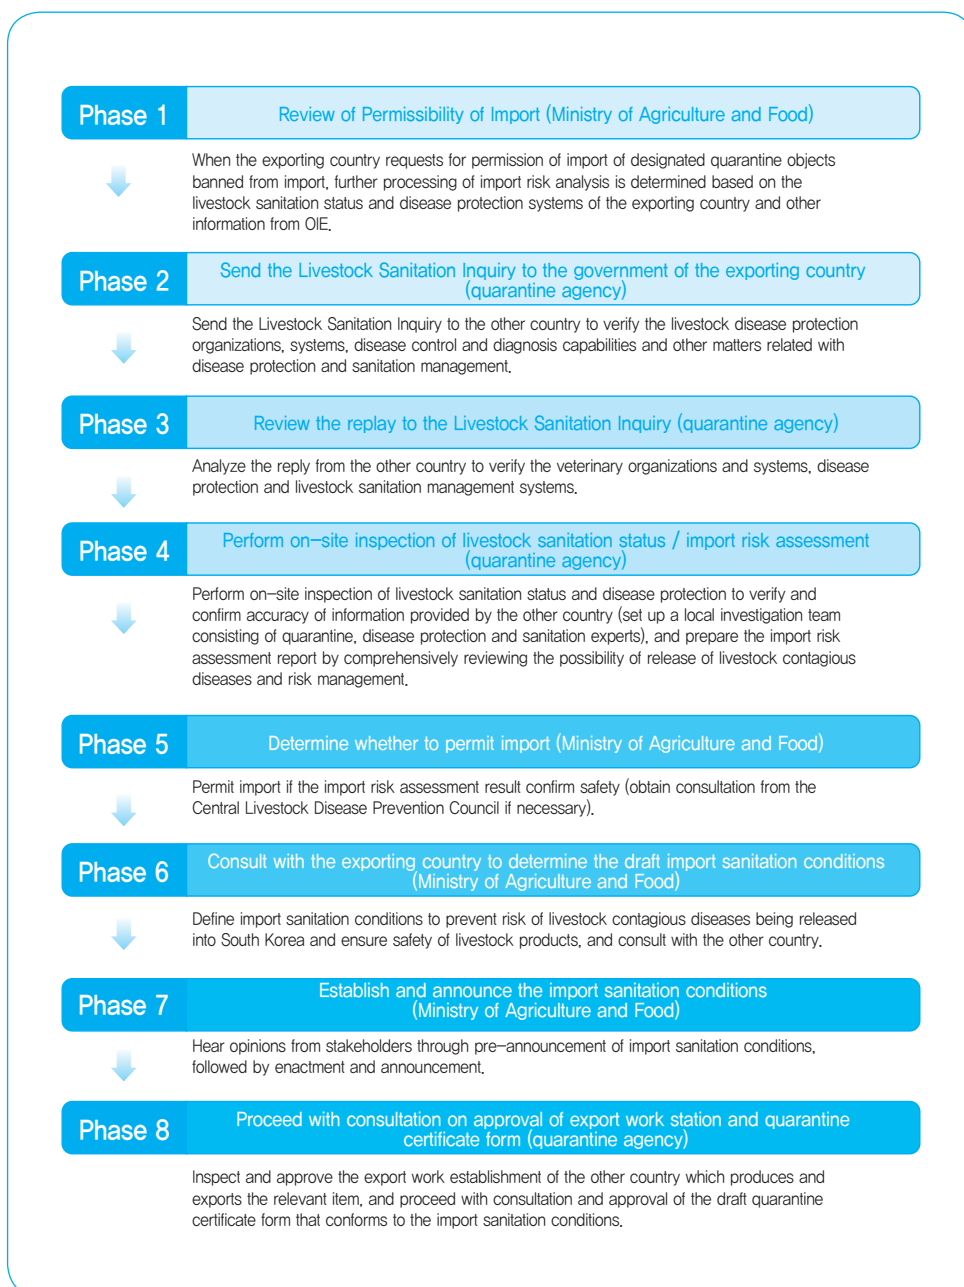 Phase 1
Review of Permissibility of Import (Ministry of Agriculture and Food)
When the exporting country requests for permission of import of designated quarantine objects
banned from import, further processing of import risk analysis is determined based on the
livestock sanitation status and disease protection systems of the exporting country and other
information from OIE.
Phase 2
Send the Livestock Sanitation Inquiry to the government of the exporting country
(quarantine agency)
Send the Livestock Sanitation Inquiry to the other country to verify the livestock disease protection
organizations, systems, disease control and diagnosis capabilities and other matters related with
disease protection and sanitation management.
Phase 3
Review the replay to the Livestock Sanitation Inquiry (quarantine agency)
Analyze the reply from the other country to verify the veterinary organizations and systems, disease
protection and livestock sanitation management systems.
Phase 4
Perform on-site inspection of livestock sanitation status / import risk assessment
(quarantine agency)
Perform on-site inspection of livestock sanitation status and disease protection to verify and
confirm accuracy of information provided by the other country (set up a local investigation team
consisting of quarantine, disease protection and sanitation experts), and prepare the import risk
assessment report by comprehensively reviewing the possibility of release of livestock contagious
diseases and risk management.
Phase 5
Determine whether to permit import (Ministry of Agriculture and Food)
Permit import if the import risk assessment result confirm safety (obtain consultation from the
Central Livestock Disease Prevention Council if necessary).
Phase 6
Consult with the exporting country to determine the draft import sanitation conditions
(Ministry of Agriculture and Food)
Define import sanitation conditions to prevent risk of livestock contagious diseases being released
into South Korea and ensure safety of livestock products, and consult with the other country.
Phase 7
Establish and announce the import sanitation conditions
(Ministry of Agriculture and Food)
Hear opinions from stakeholders through pre-announcement of import sanitation conditions,
followed by enactment and announcement.
Phase 8
Proceed with consultation on approval of export work station and quarantine
certificate form (quarantine agency)
Inspect and approve the export work establishment of the other country which produces and
exports the relevant item, and proceed with consultation and approval of the draft quarantine
certificate form that conforms to the import sanitation conditions.